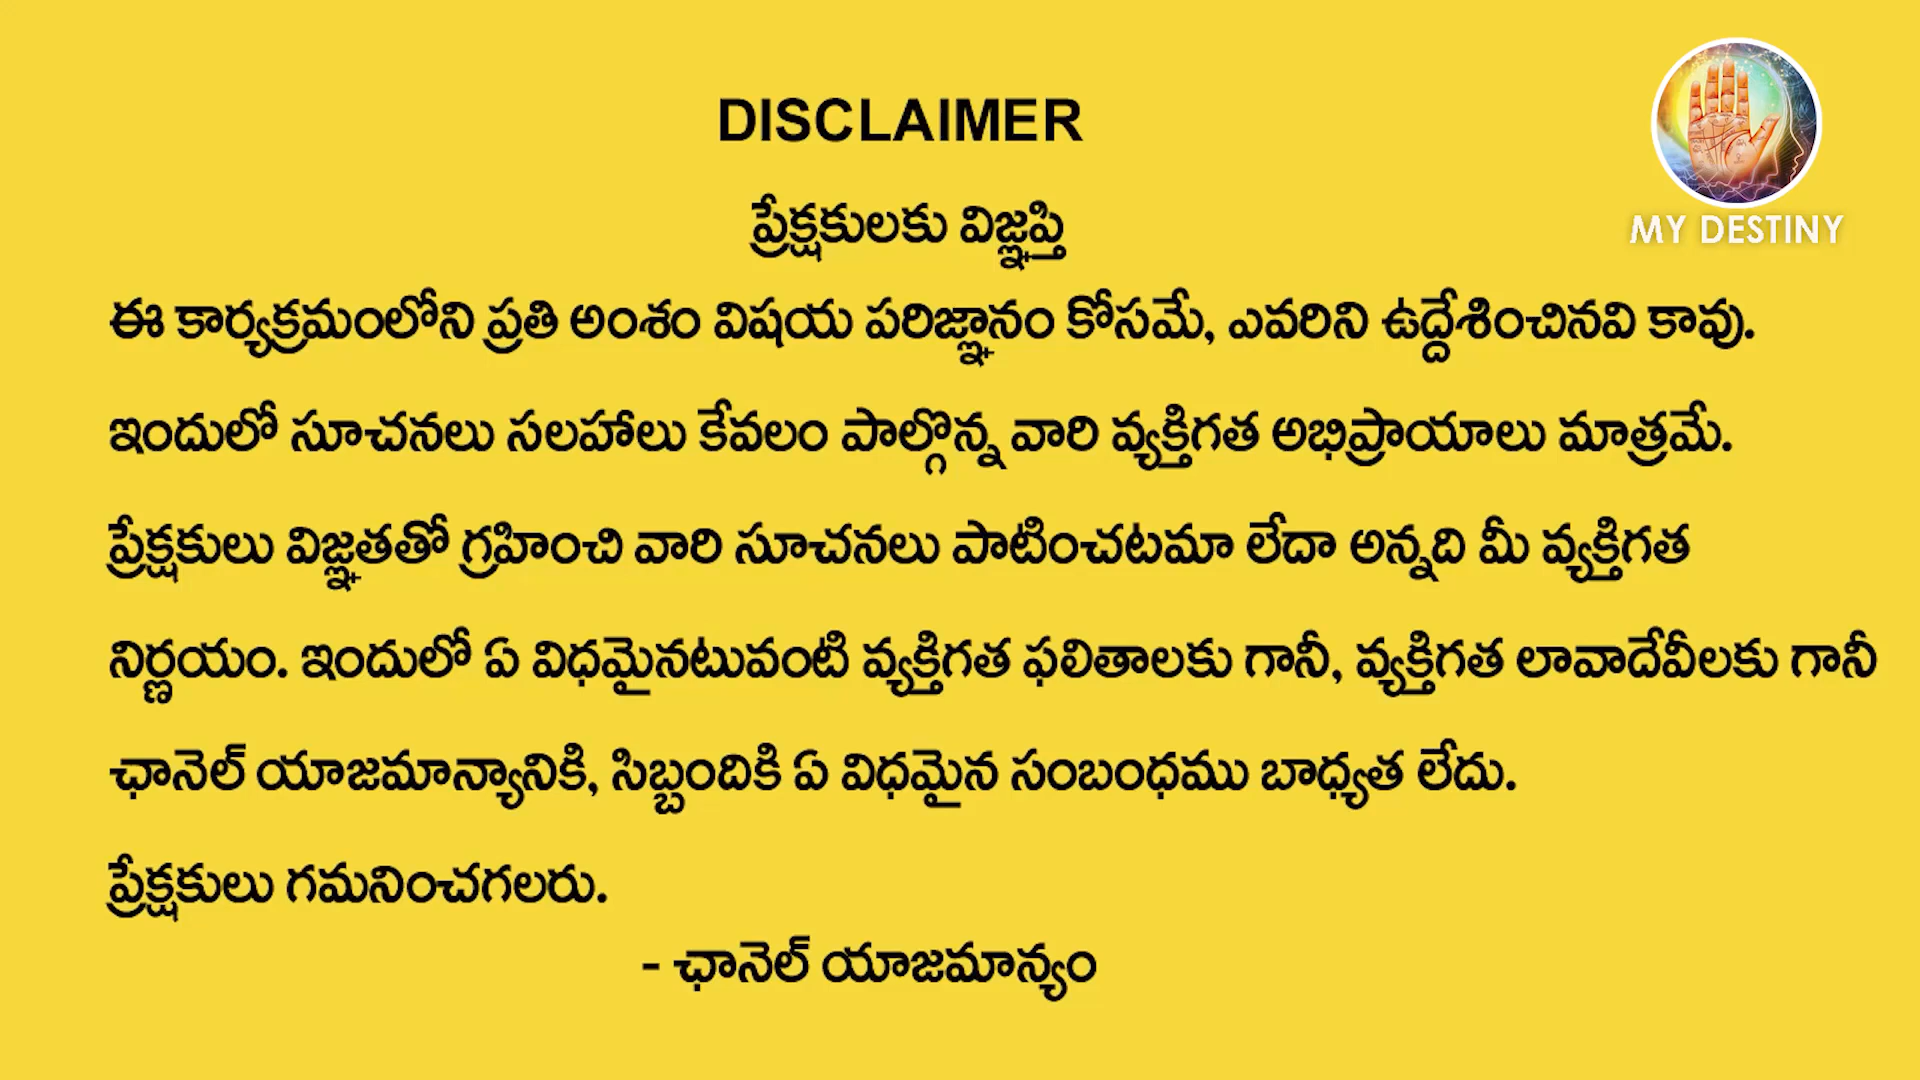 DISCLAIMER
MY DESTINY
ప్రేక్షకులకు విజ్ఞప్తి
ఈ కార్యక్రమంలోని ప్రతి అంశం విషయ పరిజ్ఞానం కోసమే, ఎవరిని ఉద్దేశించినవి కావు.
ఇందులో సూచనలు సలహాలు కేవలం పాల్గొన్న వారి వ్యక్తిగత అభిప్రాయాలు మాత్రమే.
ప్రేక్షకులు విజ్ఞతతో గ్రహించి వారి సూచనలు పాటించటమా లేదా అన్నది మీ వ్యక్తిగత
నిర్ణయం. ఇందులో ఏ విధమైనటువంటి వ్యక్తిగత ఫలితాలకు గానీ, వ్యక్తిగత లావాదేవీలకు గానీ
ఛానెల్ యాజమాన్యానికి, సిబ్బందికి ఏ విధమైన సంబంధము బాధ్యత లేదు.
ప్రేక్షకులు గమనించగలరు.
- ఛానెల్ యాజమాన్యం